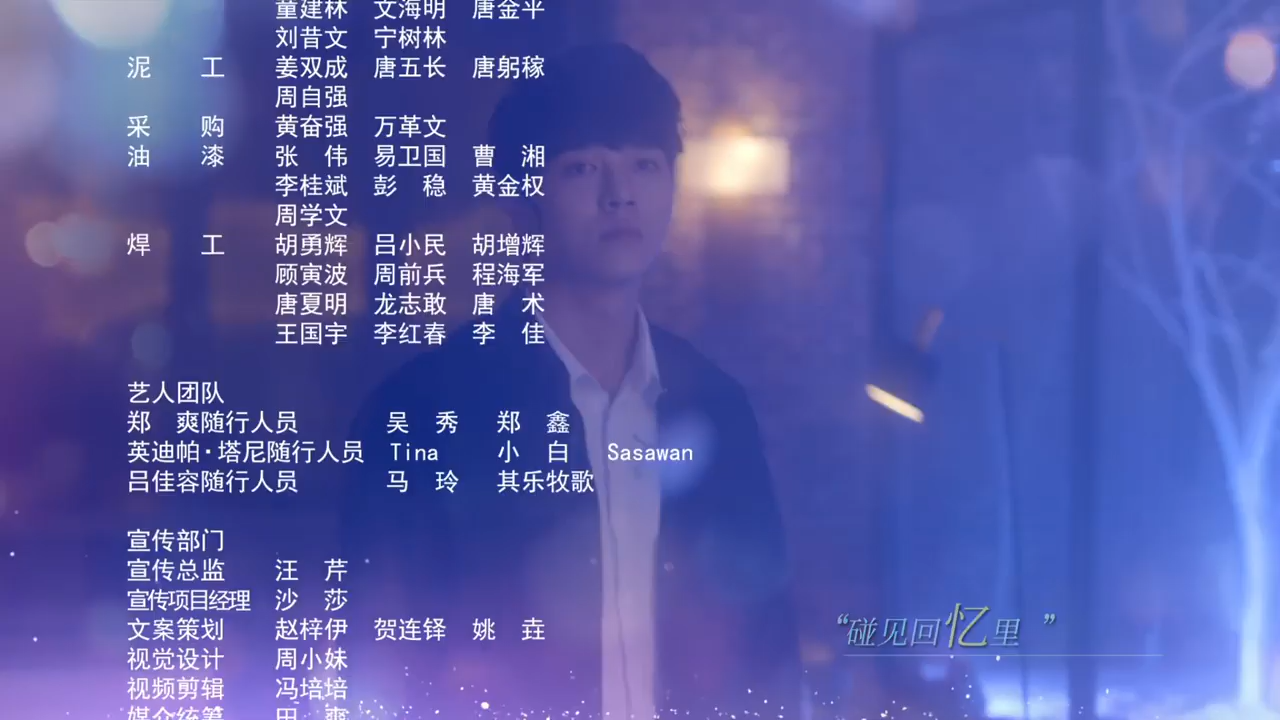 童建林 文海明 唐金平
刘昔文 宁树林
泥 工 姜双成 唐五长 唐躬稼
周自强
采 购 黄奋强 万革文
油 漆 张 伟 易卫国 曹 湘
李桂斌 彭 稳 黄金权
周学文
焊 工 胡勇辉 吕小民 胡增辉
顾寅波 周前兵 程海军
唐夏明 龙志敢 唐 术
王国宇 李红春 李 佳
艺人团队
郑 爽随行人员 吴 秀 郑 鑫
英迪帕·塔尼随行人员 Tina 小 白 Sasawan
吕佳容随行人员 马 玲 其乐牧歌
宣传部门
宣传总监 汪 芹
宣传项目经理 沙 莎
文案策划 赵梓伊 贺连铎 姚 垚
视觉设计 周小妹
视频剪辑 冯培培
媒介统筹 田 爽
“碰见回忆里 ”